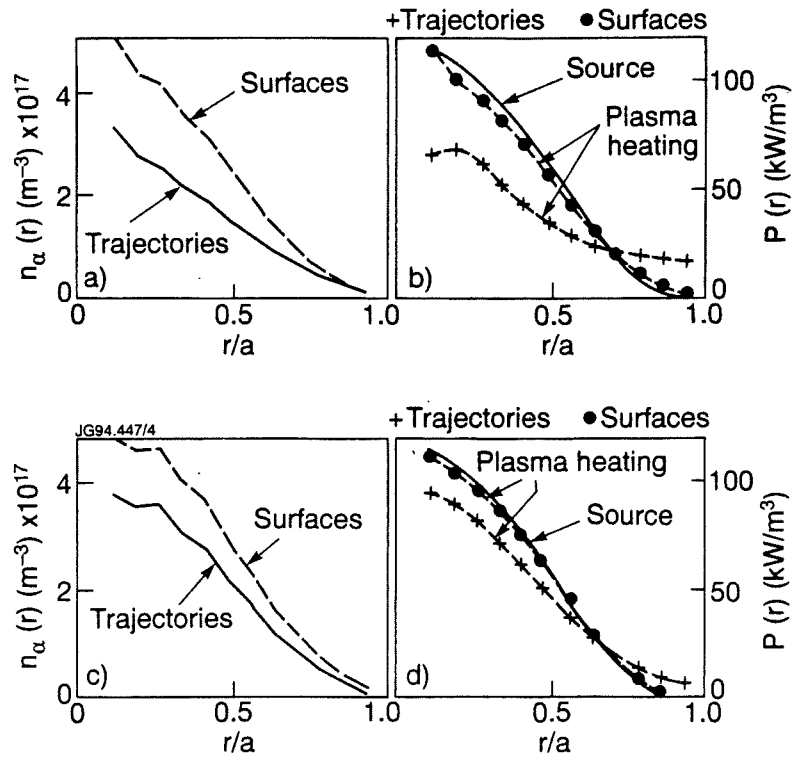 +Trajectories ●Surfaces
n_α (r) (m⁻³) x10¹⁷
4
2
0
Surfaces
Trajectories
a)
0 0.5 1.0
r/a
Source
Plasma
heating
b)
100
50
0
P (r) (kW/m³)
0.5 1.0
r/a
JG94.447/4
+Trajectories ●Surfaces
n_α (r) (m⁻³) x10¹⁷
4
2
0
Surfaces
Trajectories
c)
0 0.5 1.0
r/a
Plasma heating
Source
d)
100
50
0
P (r) (kW/m³)
0.5 1.0
r/a